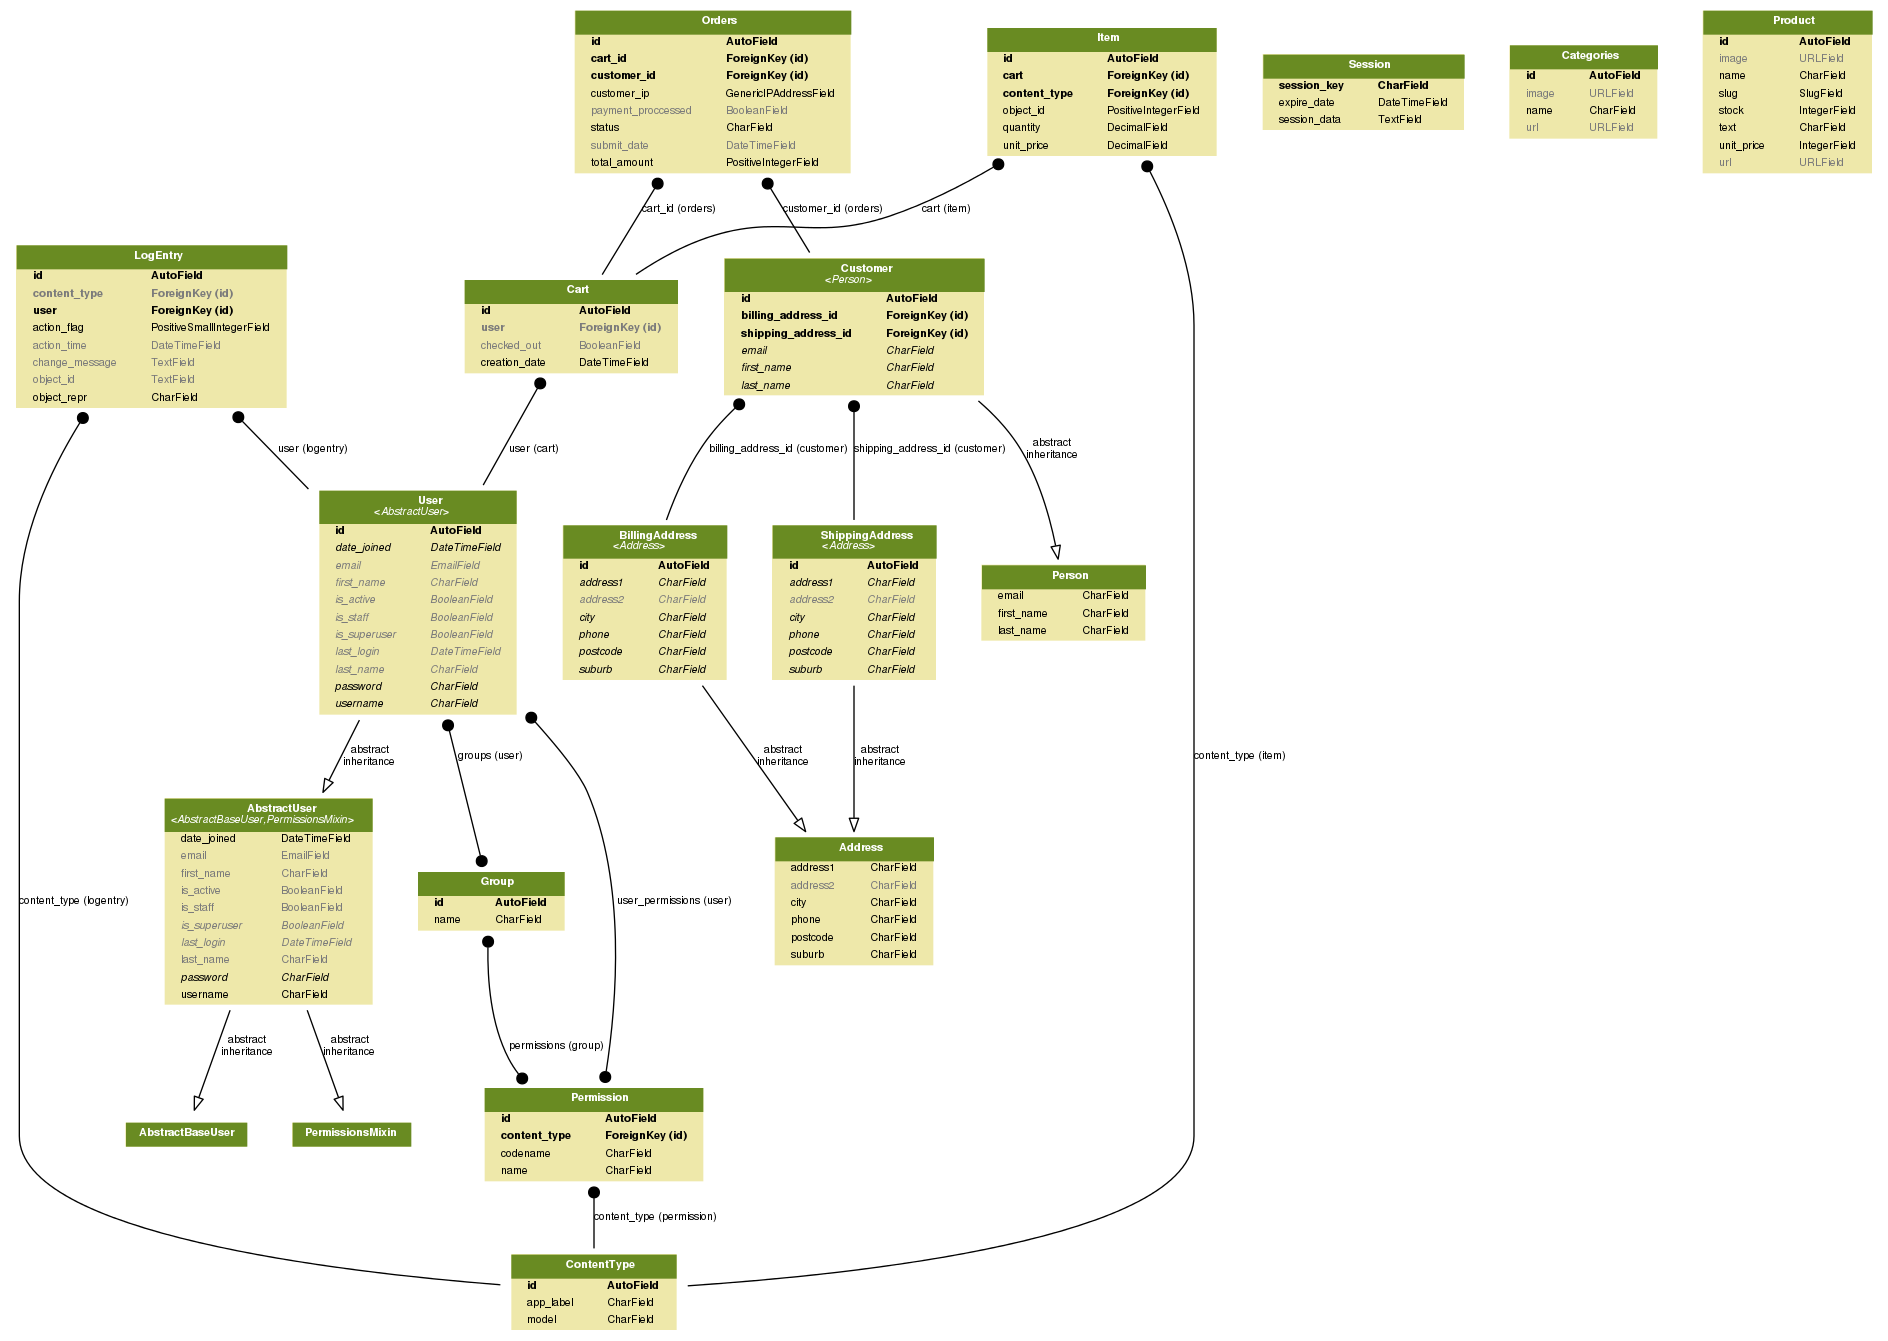 Orders
id AutoField
cart_id ForeignKey (id)
customer_id ForeignKey (id)
customer_ip GenericIPAddressField
payment_proccessed BooleanField
status CharField
submit_date DateTimeField
total_amount PositiveIntegerField
Item
id AutoField
cart ForeignKey (id)
content_type ForeignKey (id)
object_id PositiveIntegerField
quantity DecimalField
unit_price DecimalField
Session
session_key CharField
expire_date DateTimeField
session_data TextField
Categories
id AutoField
image URLField
name CharField
url URLField
Product
id AutoField
image URLField
name CharField
slug SlugField
stock IntegerField
text CharField
unit_price IntegerField
url URLField
cart_id (orders)
customer_id (orders)
cart (item)
LogEntry
id AutoField
content_type ForeignKey (id)
user ForeignKey (id)
action_flag PositiveSmallIntegerField
action_time DateTimeField
change_message TextField
object_id TextField
object_repr CharField
Cart
id AutoField
user ForeignKey (id)
checked_out BooleanField
creation_date DateTimeField
Customer
<Person>
id AutoField
billing_address_id ForeignKey (id)
shipping_address_id ForeignKey (id)
email CharField
first_name CharField
last_name CharField
user (logentry)
user (cart)
billing_address_id (customer)
shipping_address_id (customer)
abstract
inheritance
User
<AbstractUser>
id AutoField
date_joined DateTimeField
email EmailField
first_name CharField
is_active BooleanField
is_staff BooleanField
is_superuser BooleanField
last_login DateTimeField
last_name CharField
password CharField
username CharField
BillingAddress
<Address>
id AutoField
address1 CharField
address2 CharField
city CharField
phone CharField
postcode CharField
suburb CharField
ShippingAddress
<Address>
id AutoField
address1 CharField
address2 CharField
city CharField
phone CharField
postcode CharField
suburb CharField
Person
email CharField
first_name CharField
last_name CharField
abstract
inheritance
groups (user)
abstract
inheritance
abstract
inheritance
content_type (item)
AbstractUser
<AbstractBaseUser,PermissionsMixin>
date_joined DateTimeField
email EmailField
first_name CharField
is_active BooleanField
is_staff BooleanField
is_superuser BooleanField
last_login DateTimeField
last_name CharField
password CharField
username CharField
Group
id AutoField
name CharField
Address
address1 CharField
address2 CharField
city CharField
phone CharField
postcode CharField
suburb CharField
content_type (logentry)
user_permissions (user)
abstract
inheritance
abstract
inheritance
permissions (group)
AbstractBaseUser
PermissionsMixin
Permission
id AutoField
content_type ForeignKey (id)
codename CharField
name CharField
content_type (permission)
ContentType
id AutoField
app_label CharField
model CharField